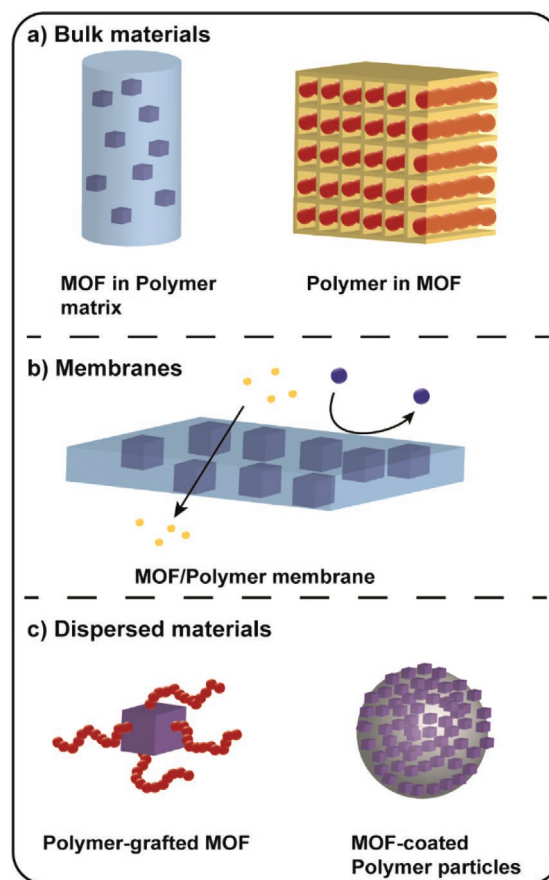 a) Bulk materials
MOF in Polymer
matrix
Polymer in MOF
b) Membranes
MOF/Polymer membrane
c) Dispersed materials
Polymer-grafted MOF
MOF-coated
Polymer particles